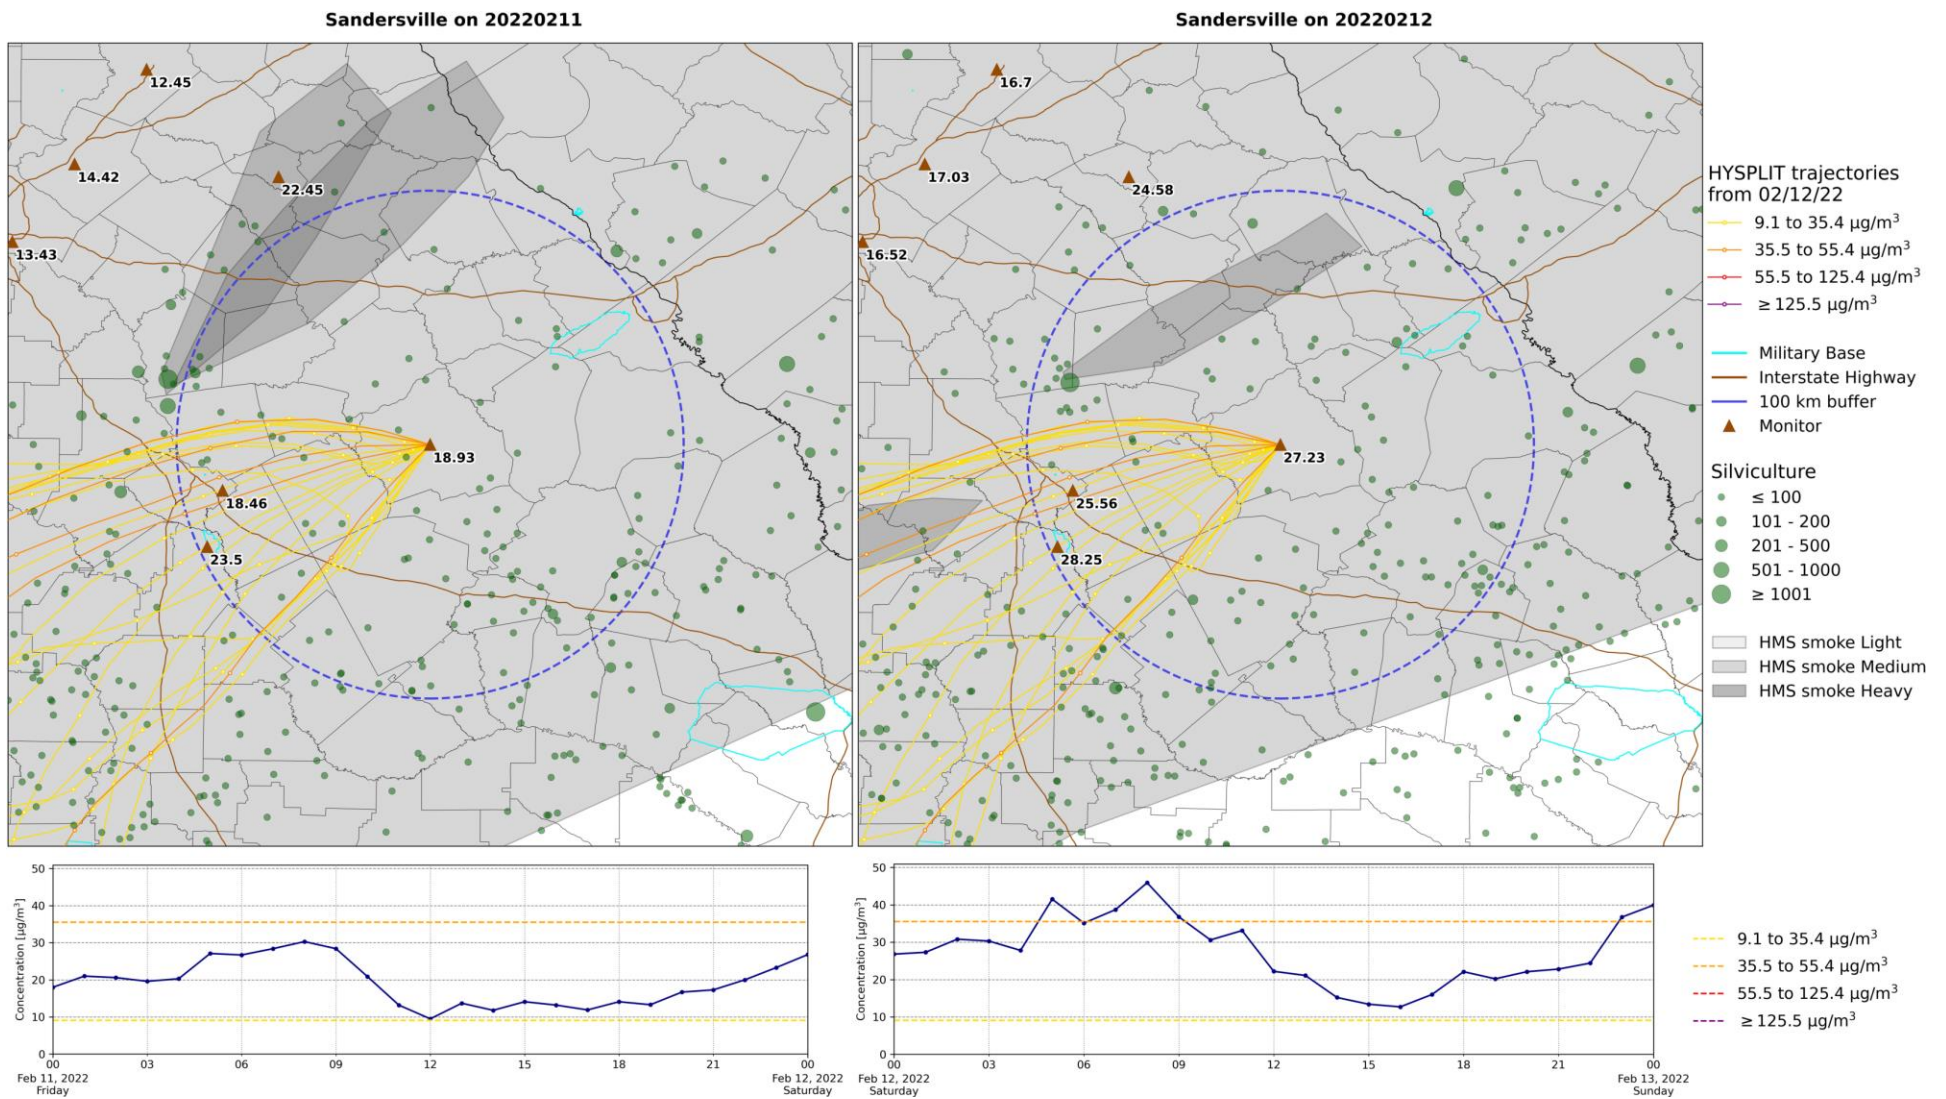 Sandersville on 20220211
12.45
14.42
22.45
13.43
18.93
18.46
23.5
Sandersville on 20220212
16.7
17.03
24.58
16.52
27.23
25.56
28.25
HYSPLIT trajectories
from 02/12/22
9.1 to 35.4 μg/m³
35.5 to 55.4 μg/m³
55.5 to 125.4 μg/m³
≥ 125.5 μg/m³
Military Base
Interstate Highway
100 km buffer
Monitor
Silviculture
≤ 100
101 - 200
201 - 500
501 - 1000
≥ 1001
HMS smoke Light
HMS smoke Medium
HMS smoke Heavy
Concentration [μg/m³]
50
40
30
20
10
0
00 03 06 09 12 15 18 21 00
Feb 11, 2022 Feb 12, 2022
Friday Saturday
Concentration [μg/m³]
50
40
30
20
10
0
00 03 06 09 12 15 18 21 00
Feb 12, 2022 Feb 13, 2022
Saturday Sunday
9.1 to 35.4 μg/m³
35.5 to 55.4 μg/m³
55.5 to 125.4 μg/m³
≥ 125.5 μg/m³